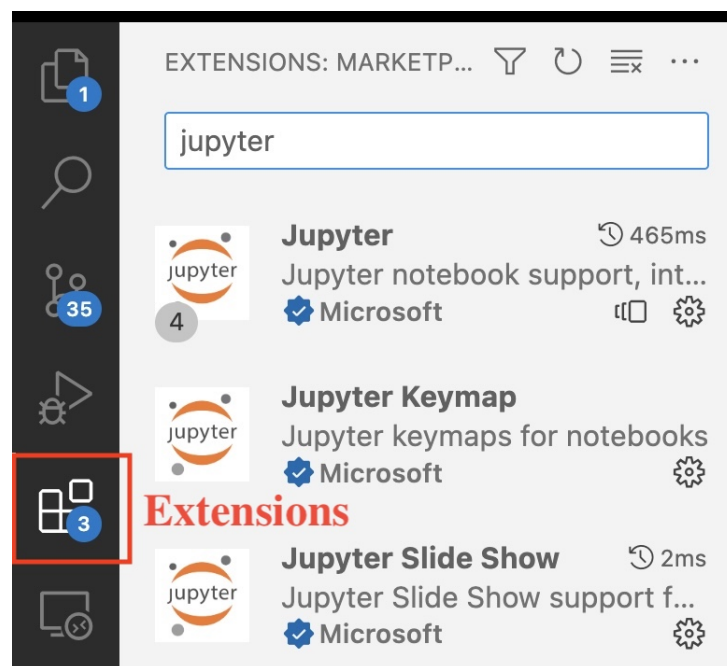 EXTENSIONS: MARKETP...
1
jupyter
Jupyter 465ms
Jupyter notebook support, int...
Microsoft
jupyter
4
35
Jupyter Keymap
Jupyter keymaps for notebooks
Microsoft
jupyter
3
Extensions
Jupyter Slide Show 2ms
Jupyter Slide Show support f...
Microsoft
jupyter